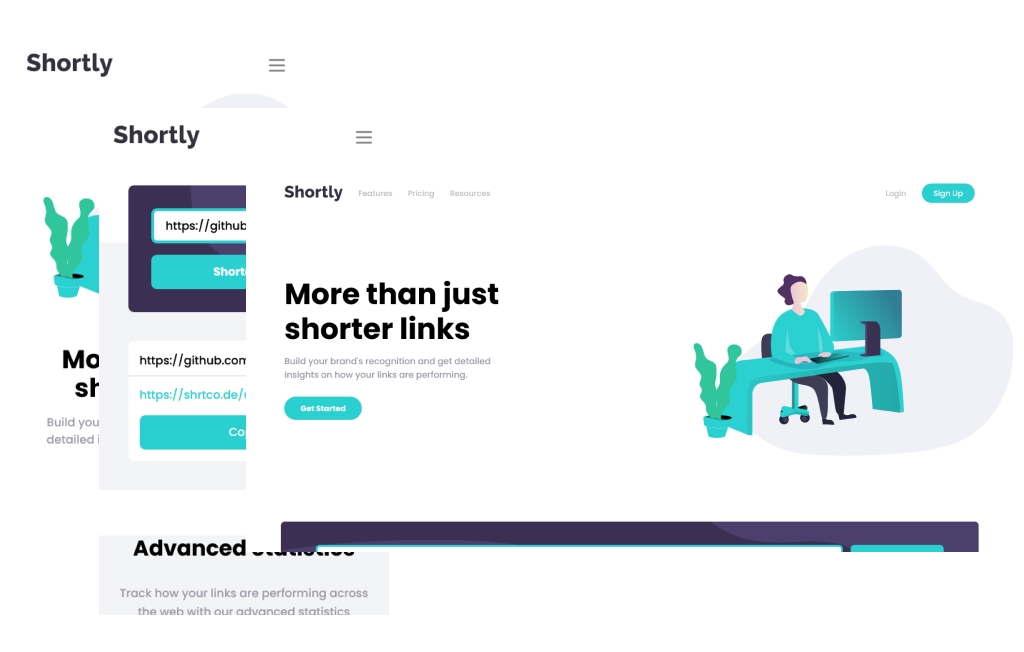 Shortly
Shortly
Shortly
Features
Pricing
Resources
Login
Sign Up
https://github
Short
More than just
shorter links
Build your brand's recognition and get detailed
insights on how your links are performing.
Get Started
Mo
sh
Build you
detailed i
https://github.com
https://shrtco.de/
Co
Advanced Statistics
Track how your links are performing across
the web with our advanced statistics